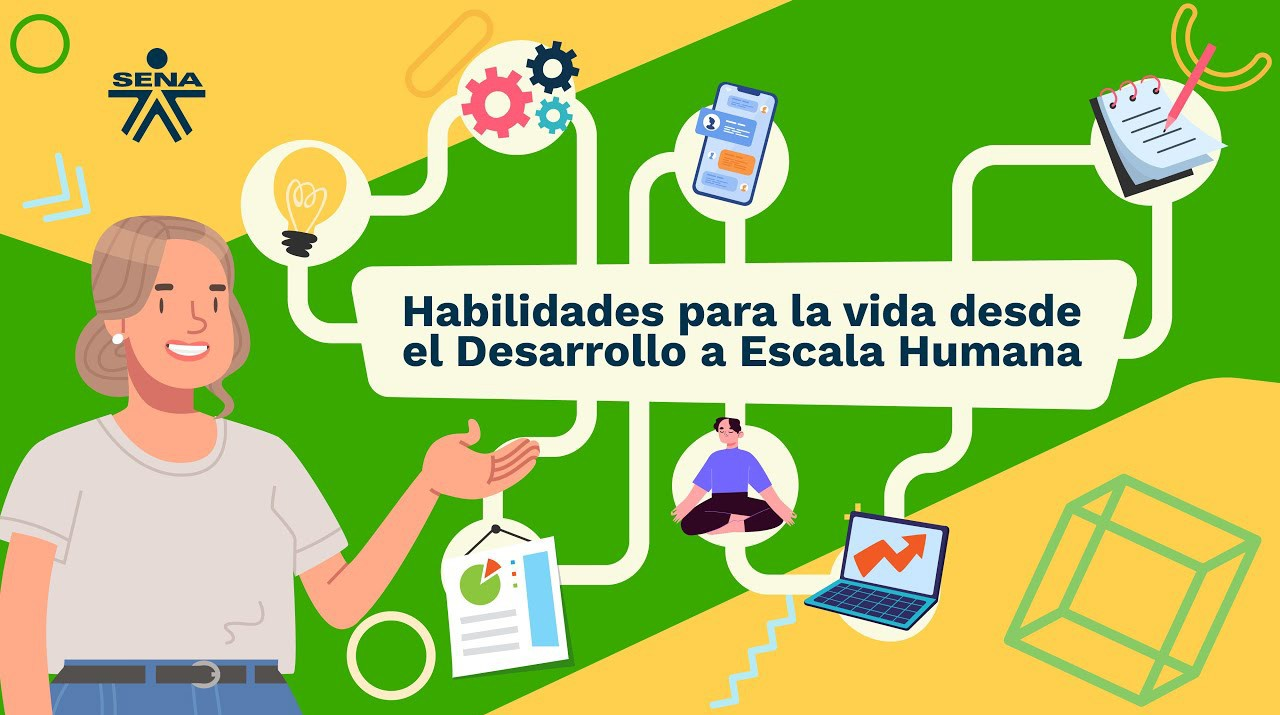 SENA
Habilidades para la vida desde
el Desarrollo a Escala Humana